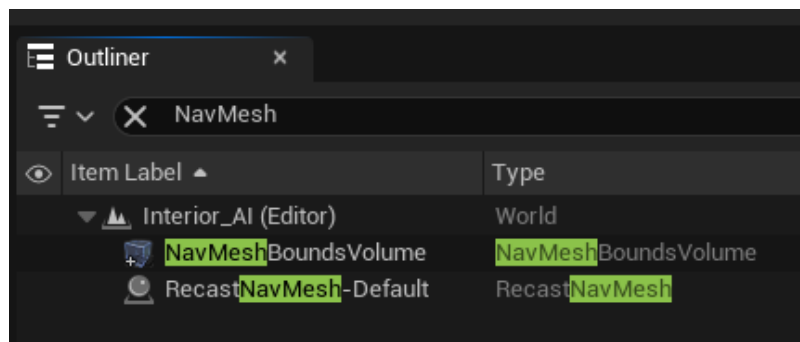 Outliner
NavMesh
Item Label Type
Interior_AI (Editor) World
NavMeshBoundsVolume NavMeshBoundsVolume
RecastNavMesh-Default RecastNavMesh